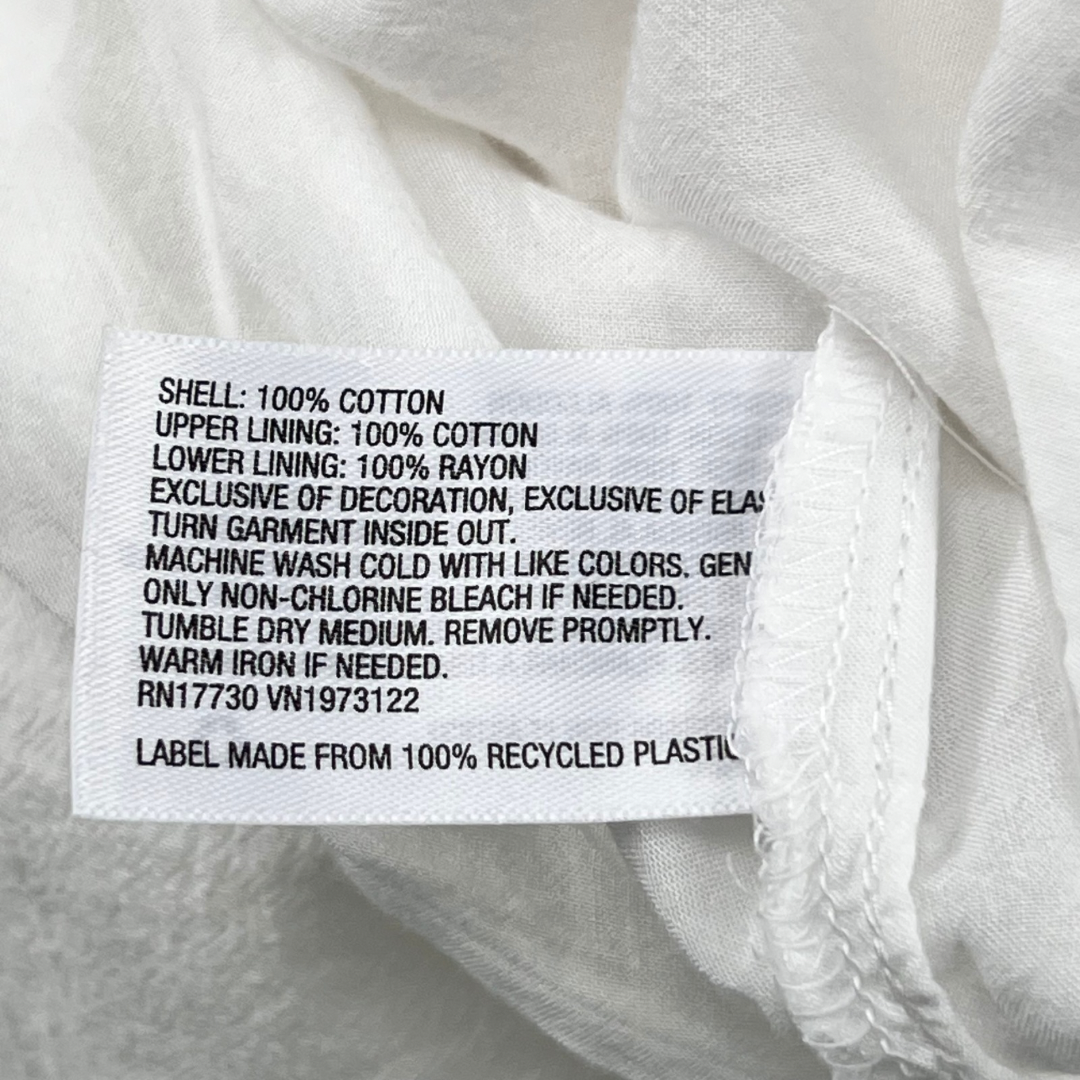 SHELL: 100% COTTON
UPPER LINING: 100% COTTON
LOWER LINING: 100% RAYON
EXCLUSIVE OF DECORATION, EXCLUSIVE OF
TURN GARMENT INSIDE OUT.
MACHINE WASH COLD WITH LIKE COLORS,
ONLY NON-CHLORINE BLEACH IF NEEDED.
TUMBLE DRY MEDIUM. REMOVE PROMPTLY.
WARM IRON IF NEEDED.
RN17730 VN1973122
LABEL MADE FROM 100% RECYCLED PLASTIC